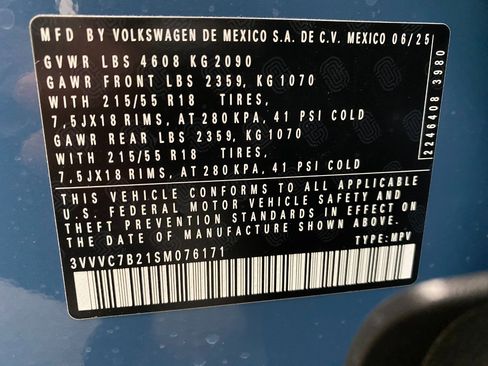 MFD BY VOLKSWAGEN DE MEXICO S.A. DE C.V. MEXICO 06/25
GVWR LBS 4608 KG 2090
GAWR FRONT LBS 2359, KG 1070
WITH 215/55 R18 TIRES,
7,5JX18 RIMS, AT 280 KPA, 41 PSI COLD
GAWR REAR LBS 2359, KG 1070
WITH 215/55 R18 TIRES,
7,5JX18 RIMS, AT 280 KPA, 41 PSI COLD
THIS VEHICLE CONFORMS TO ALL APPLICABLE
U.S. FEDERAL MOTOR VEHICLE SAFETY AND
THEFT PREVENTION STANDARDS IN EFFECT ON
THE DATE OF MANUFACTURE SHOWN ABOVE.
3VVVC7B21SM076171 TYPE: MPV
2246408 3980